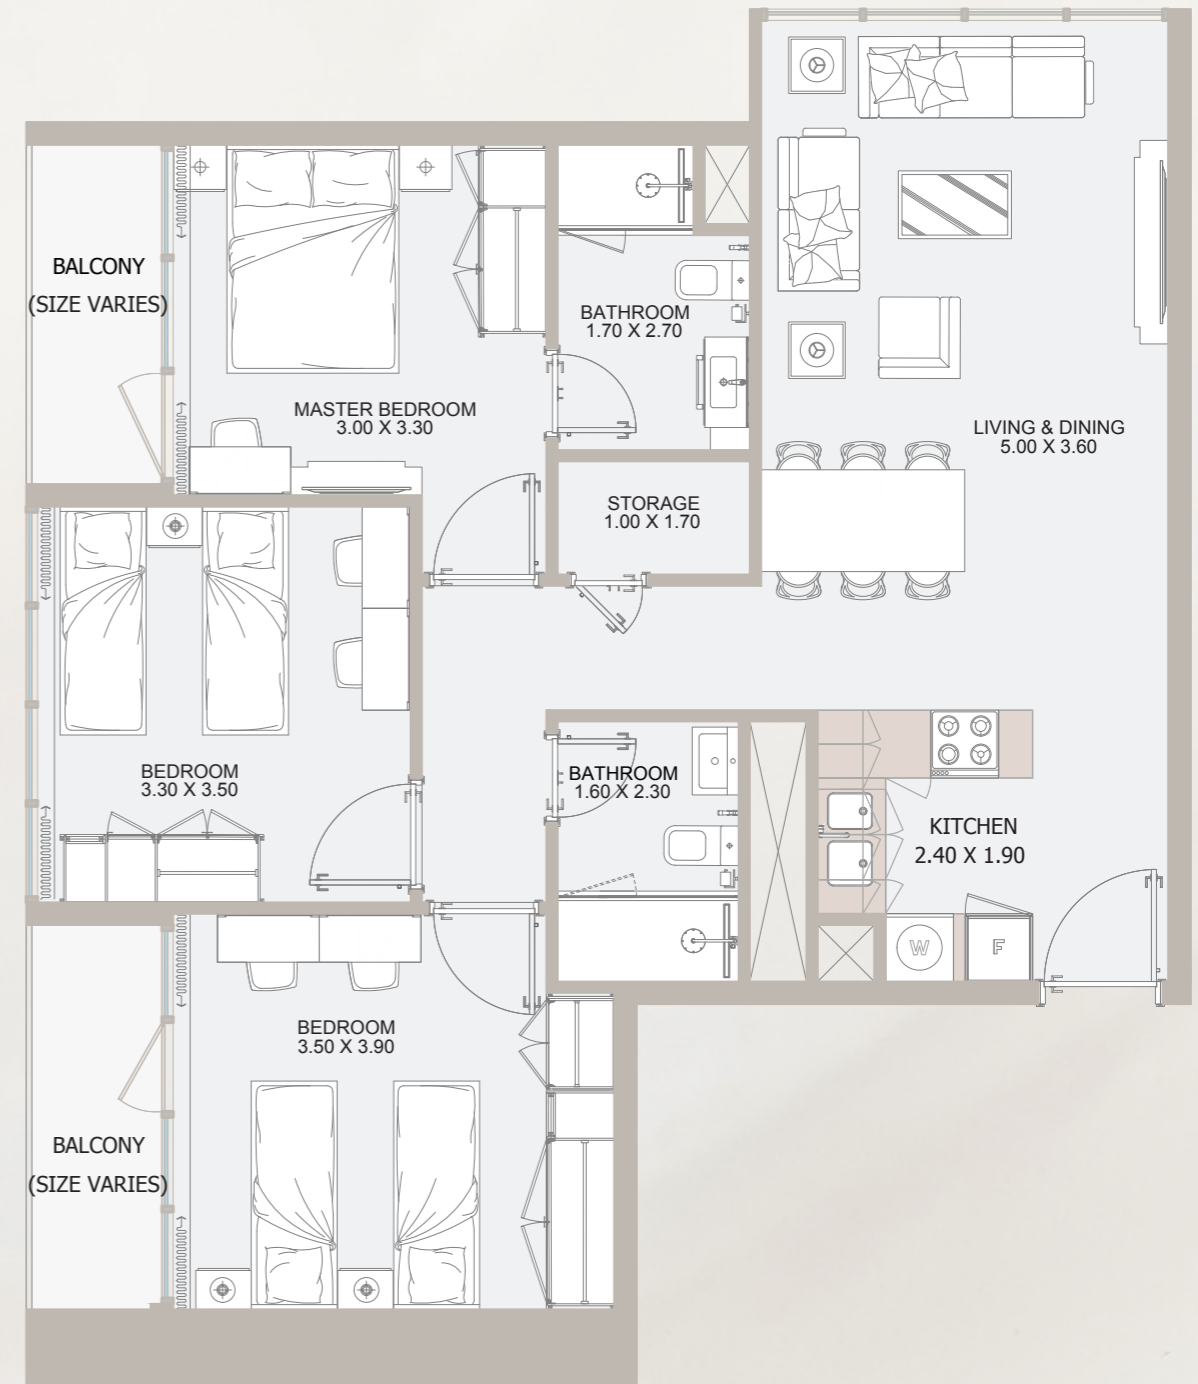 BALCONY
(SIZE VARIES)
BATHROOM
1.70 X 2.70
MASTER BEDROOM
3.00 X 3.30
LIVING & DINING
5.00 X 3.60
STORAGE
1.00 X 1.70
BEDROOM
3.30 X 3.50
BATHROOM
1.60 X 2.30
KITCHEN
2.40 X 1.90
W
F
BEDROOM
3.50 X 3.90
BALCONY
(SIZE VARIES)